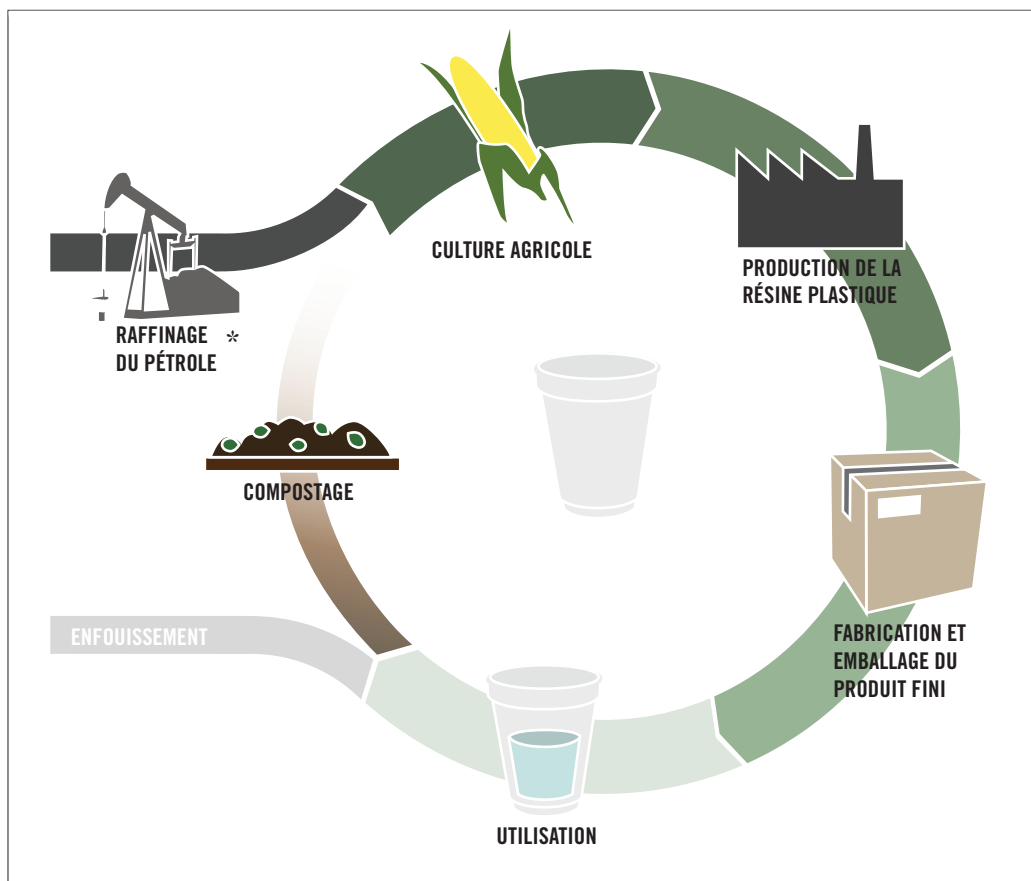 CULTURE AGRICOLE
PRODUCTION DE LA
RÉSINE PLASTIQUE
RAFFINAGE *
DU PÉTROLE
COMPOSTAGE
ENFOUISSEMENT
FABRICATION ET
EMBALLAGE DU
PRODUIT FINI
UTILISATION